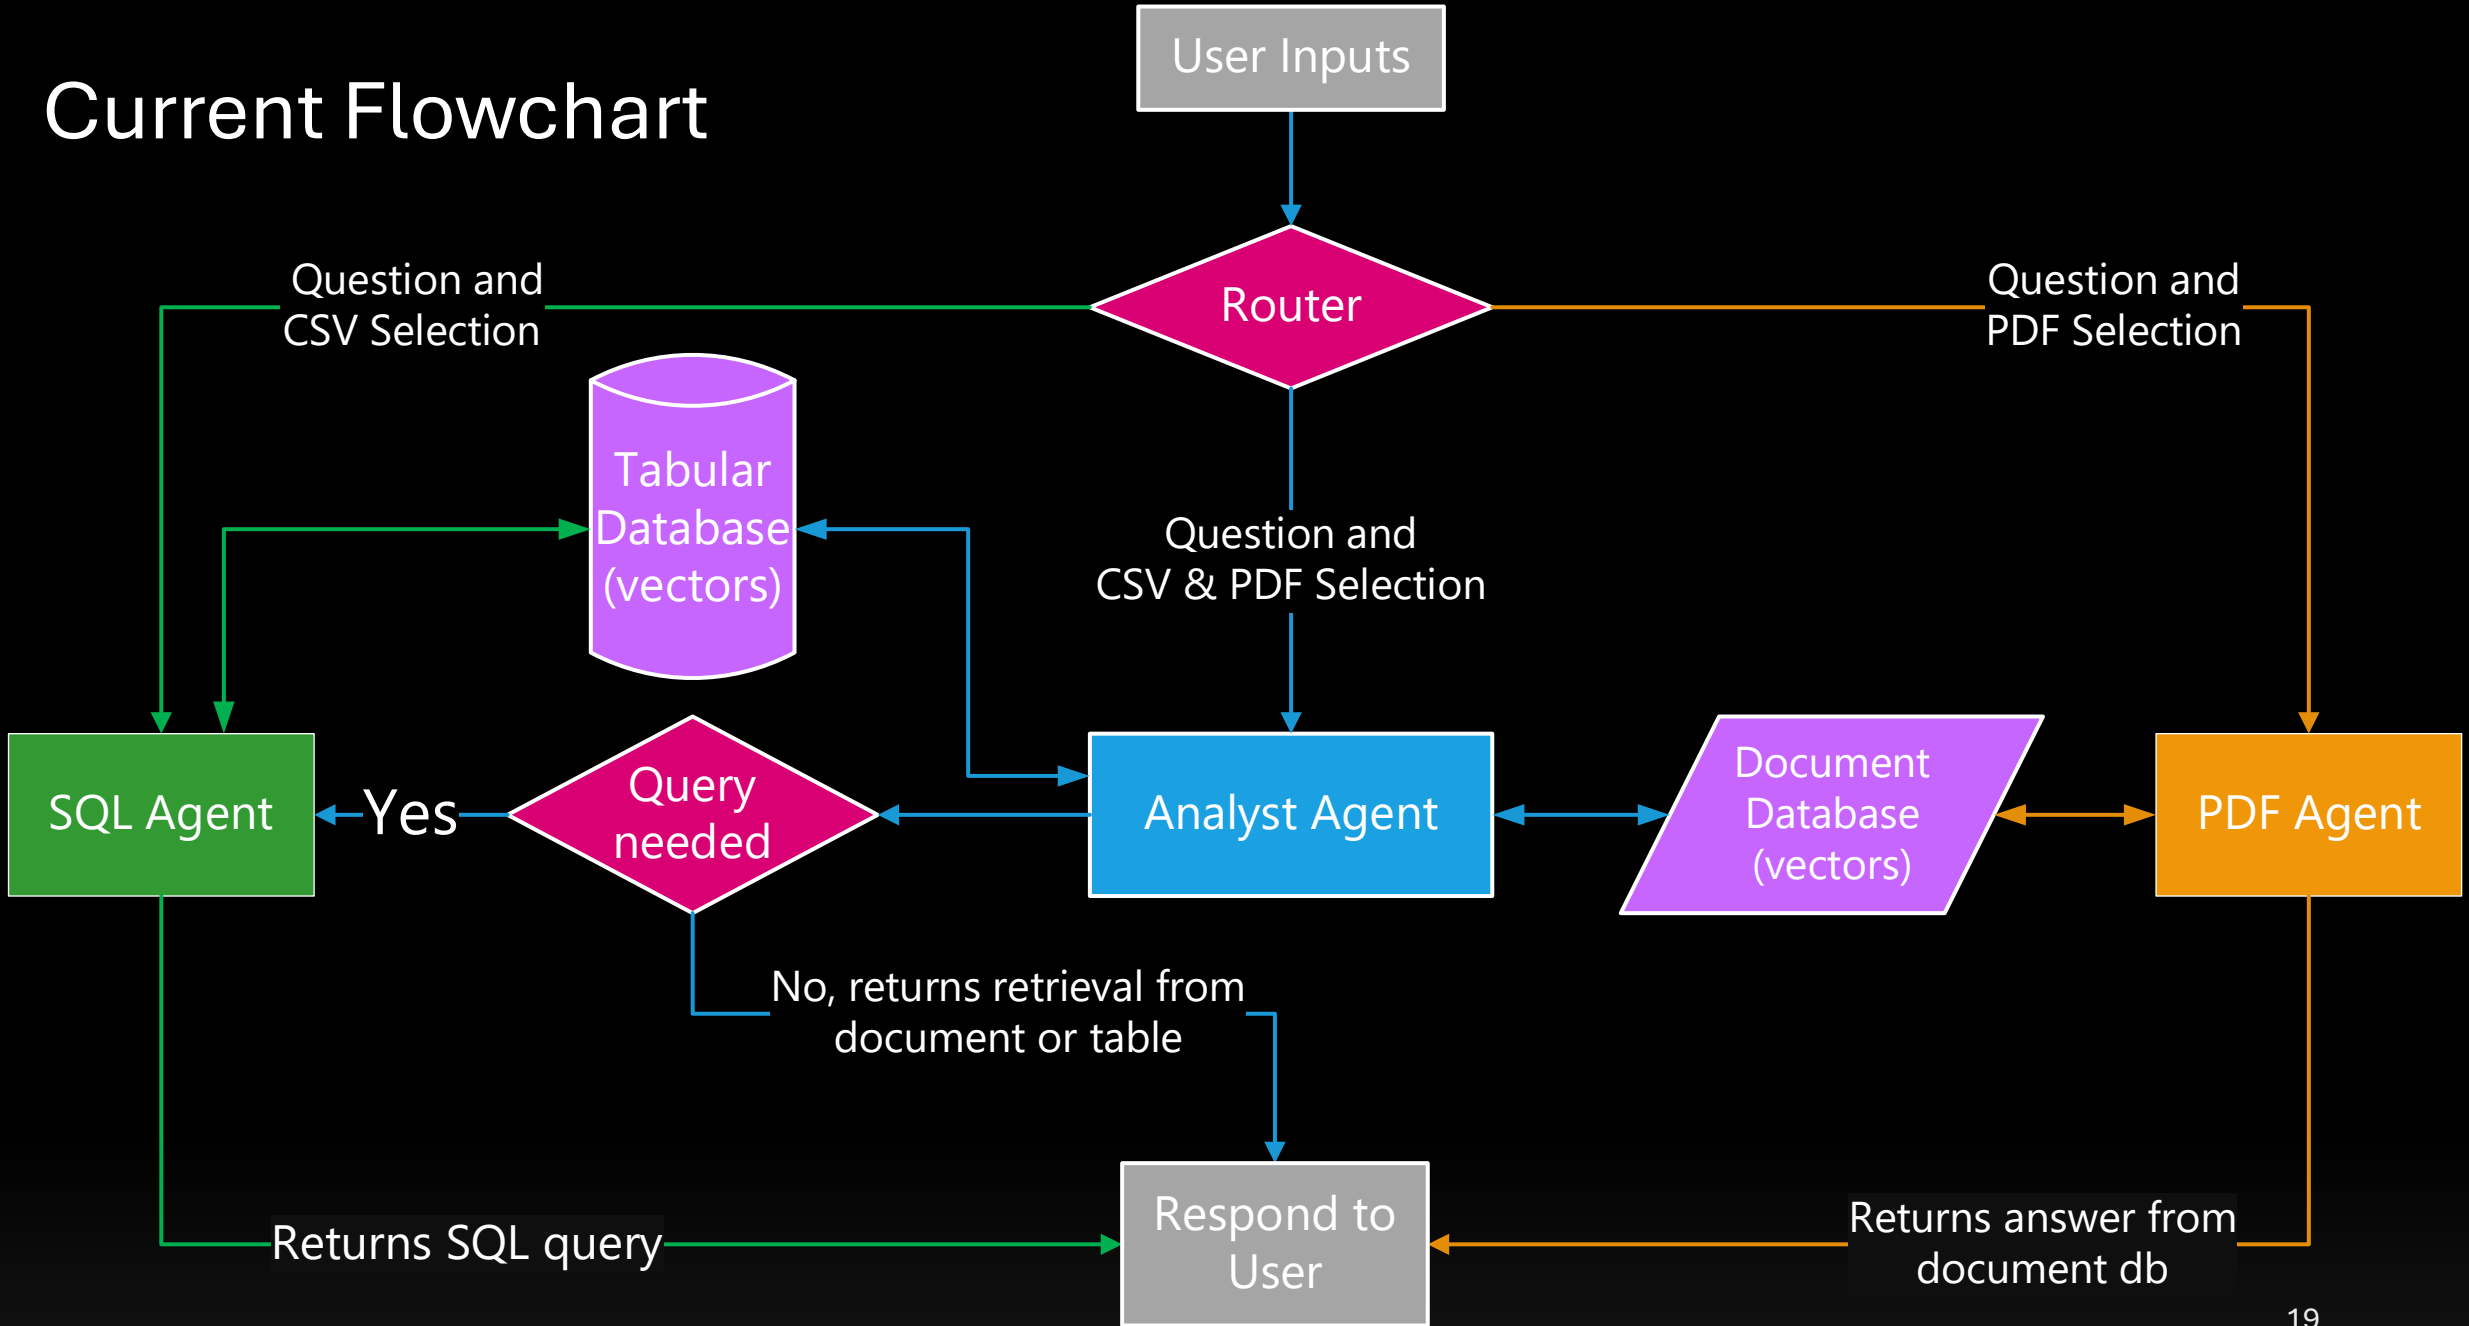 Current Flowchart
User Inputs
Router
Question and
CSV Selection
Question and
PDF Selection
Tabular
Database
(vectors)
Question and
CSV & PDF Selection
SQL Agent
Yes
Query
needed
Analyst Agent
Document
Database
(vectors)
PDF Agent
No, returns retrieval from
document or table
Returns SQL query
Respond to
User
Returns answer from
document db
19